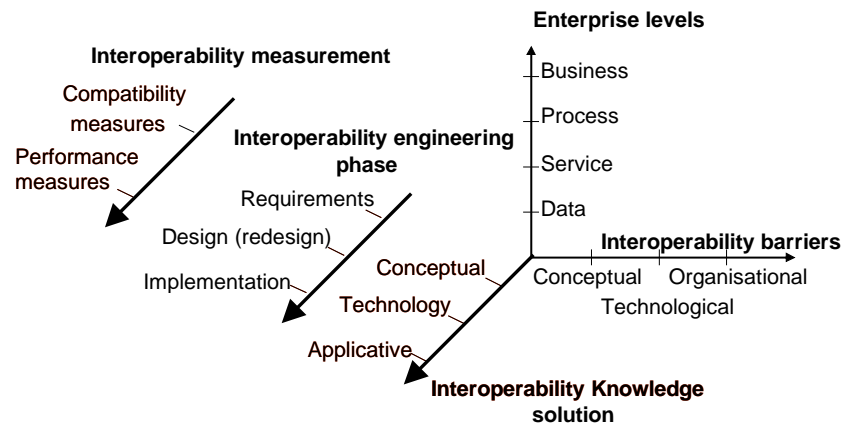 Enterprise levels
Interoperability measurement
Business
Compatibility
measures
Process
Interoperability engineering
phase
Performance
measures
Service
Requirements
Data
Design (redesign)
Interoperability barriers
Conceptual
Conceptual
Organisational
Implementation
Technology
Technological
Applicative
Interoperability Knowledge
solution